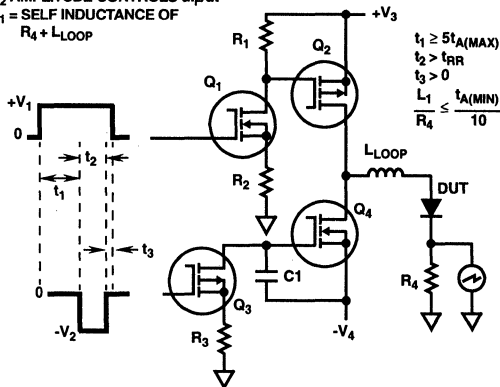 1 = SELF INDUCTANCE OF
R4 + LLOOP
+V3
R1
Q2
t1 ≥ 5tA(MAX)
t2 > tRR
t3 > 0
L1/R4 ≤ tA(MIN)/10
Q1
+V1
0
t2
t1
R2
LLOOP
DUT
Q4
t3
C1
R4
0
Q3
-V2
R3
-V4